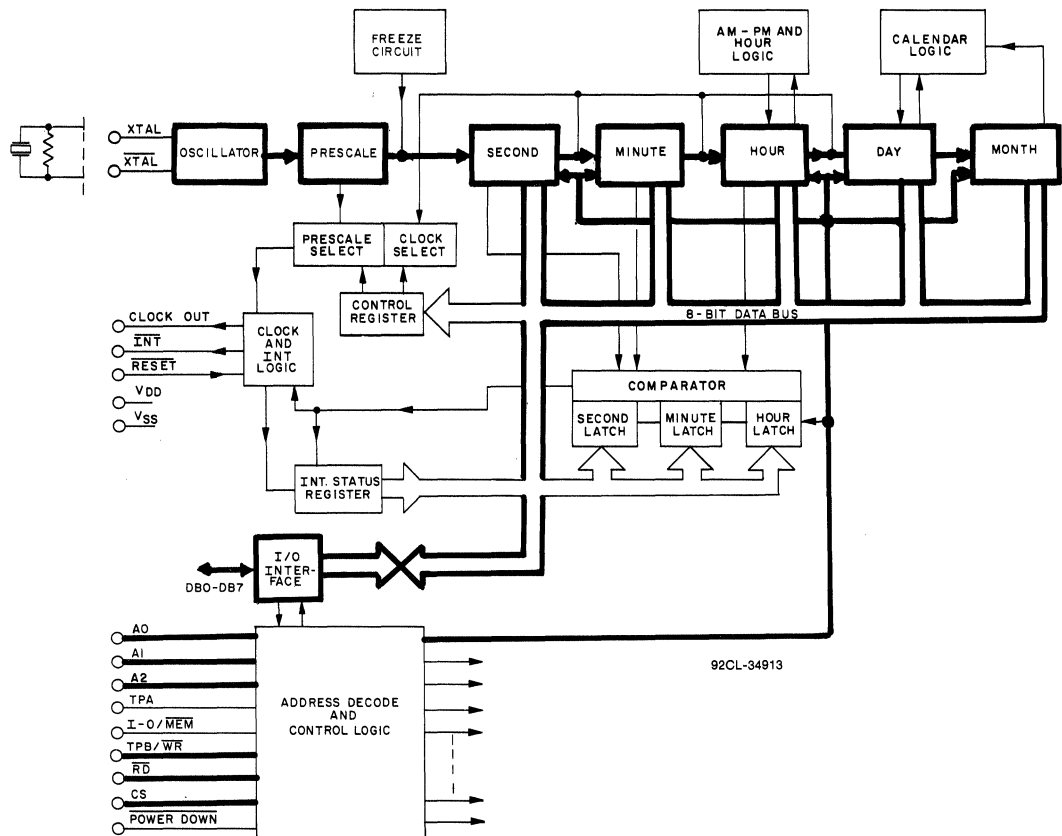 FREEZE
CIRCUIT
AM - PM AND
HOUR
LOGIC
CALENDAR
LOGIC
XTAL
XTAL
OSCILLATOR
PRESCALE
SECOND
MINUTE
HOUR
DAY
MONTH
PRESCALE
SELECT
CLOCK
SELECT
CONTROL
REGISTER
8-BIT DATA BUS
CLOCK OUT
INT
RESET
VDD
VSS
CLOCK
AND
INT
LOGIC
COMPARATOR
SECOND
LATCH
MINUTE
LATCH
HOUR
LATCH
INT. STATUS
REGISTER
I/O
INTER-
FACE
DB0-DB7
A0
A1
A2
TPA
I-O/MEM
TPB/WR
RD
CS
POWER DOWN
ADDRESS DECODE
AND
CONTROL LOGIC
92CL-34913